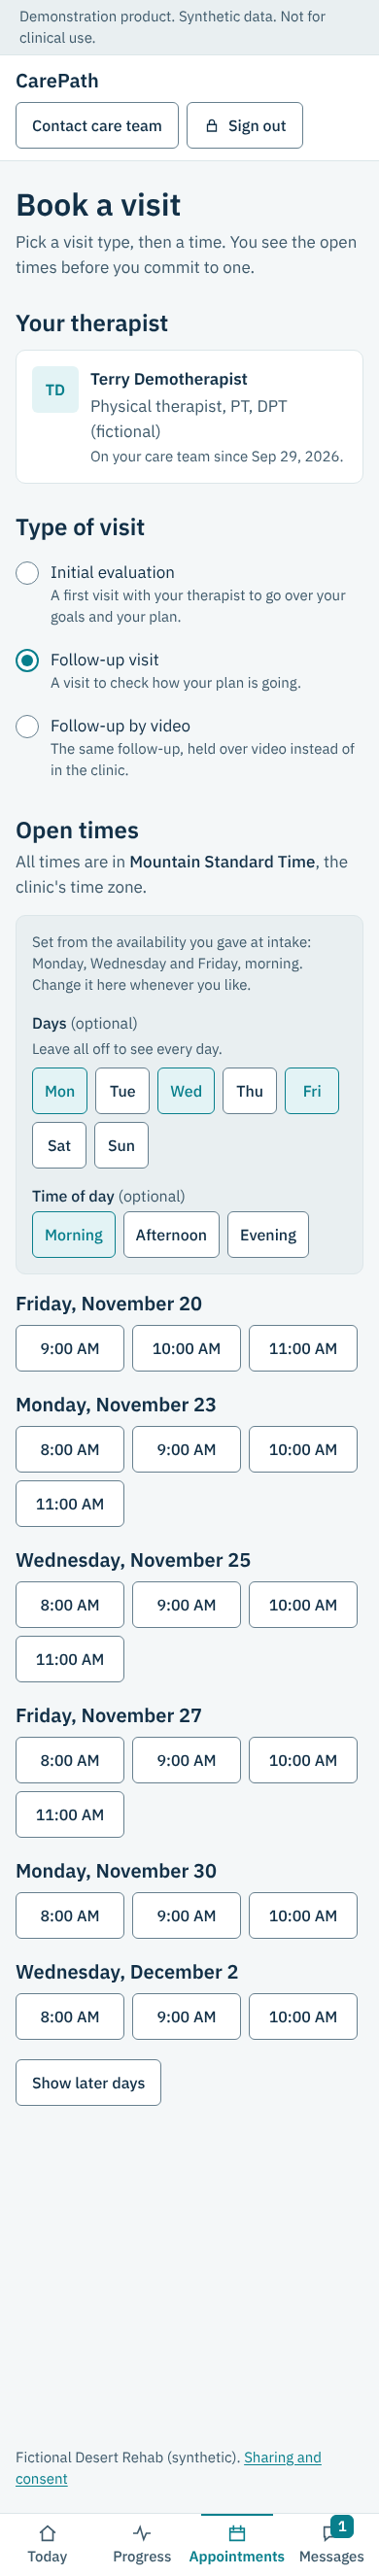 Demonstration product. Synthetic data. Not for
clinical use.
CarePath
Contact care team
Sign out
Book a visit
Pick a visit type, then a time. You see the open
times before you commit to one.
Your therapist
TD
Terry Demotherapist
Physical therapist, PT, DPT
(fictional)
On your care team since Sep 29, 2026.
Type of visit
Initial evaluation
A first visit with your therapist to go over your
goals and your plan.
Follow-up visit
A visit to check how your plan is going.
Follow-up by video
The same follow-up, held over video instead of
in the clinic.
Open times
All times are in Mountain Standard Time, the
clinic's time zone.
Set from the availability you gave at intake:
Monday, Wednesday and Friday, morning.
Change it here whenever you like.
Days (optional)
Leave all off to see every day.
Mon Tue Wed Thu Fri
Sat Sun
Time of day (optional)
Morning Afternoon Evening
Friday, November 20
9:00 AM 10:00 AM 11:00 AM
Monday, November 23
8:00 AM 9:00 AM 10:00 AM
11:00 AM
Wednesday, November 25
8:00 AM 9:00 AM 10:00 AM
11:00 AM
Friday, November 27
8:00 AM 9:00 AM 10:00 AM
11:00 AM
Monday, November 30
8:00 AM 9:00 AM 10:00 AM
Wednesday, December 2
8:00 AM 9:00 AM 10:00 AM
Show later days
Fictional Desert Rehab (synthetic). Sharing and
consent
1
Today Progress Appointments Messages